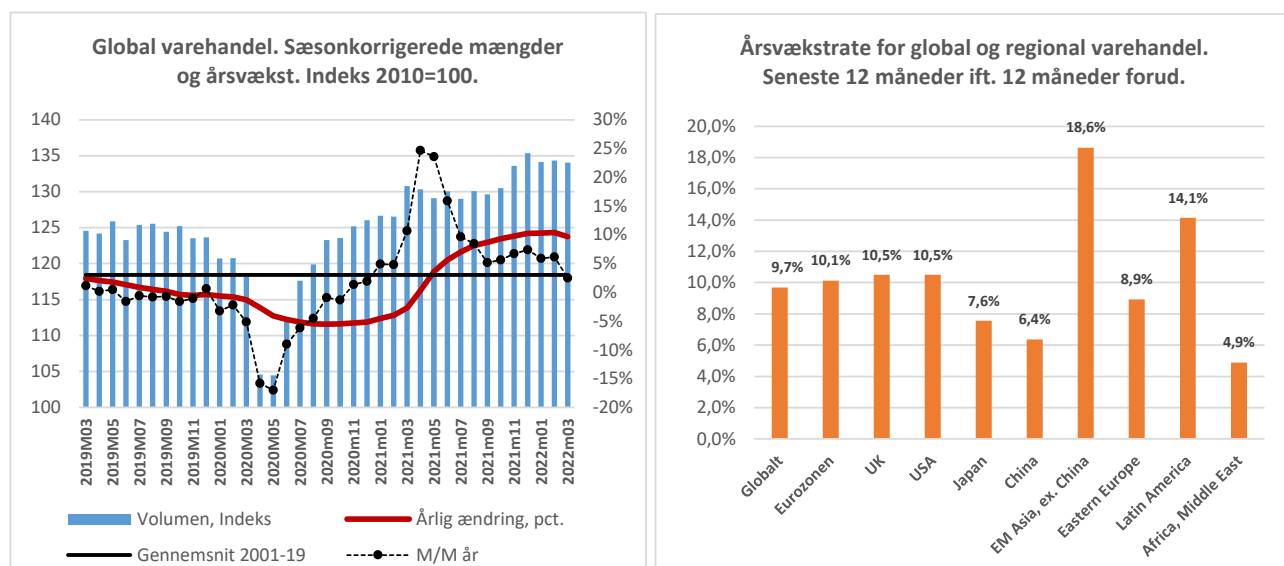 Global varehandel. Sæsonkorrigerede mængder
og årsvækst. Indeks 2010=100.
140
135
130
125
120
115
110
105
100
30%
25%
20%
15%
10%
5%
0%
-5%
-10%
-15%
-20%
2019M03
2019M05
2019M07
2019M09
2019M11
2020M01
2020M03
2020M05
2020M07
2020m09
2020m11
2021m01
2021m03
2021m05
2021m07
2021m09
2021m11
2022m01
2022m03
Volumen, Indeks
Årlig ændring, pct.
Gennemsnit 2001-19
M/M år
Årsvækstrate for global og regional varehandel.
Seneste 12 måneder ift. 12 måneder forud.
20,0%
18,0%
16,0%
14,0%
12,0%
10,0%
8,0%
6,0%
4,0%
2,0%
0,0%
9,7%
10,1%
10,5%
10,5%
7,6%
6,4%
18,6%
8,9%
14,1%
4,9%
Globalt
Eurozonen
UK
USA
Japan
China
EM Asia, ex. China
Eastern Europe
Latin America
Africa, Middle East